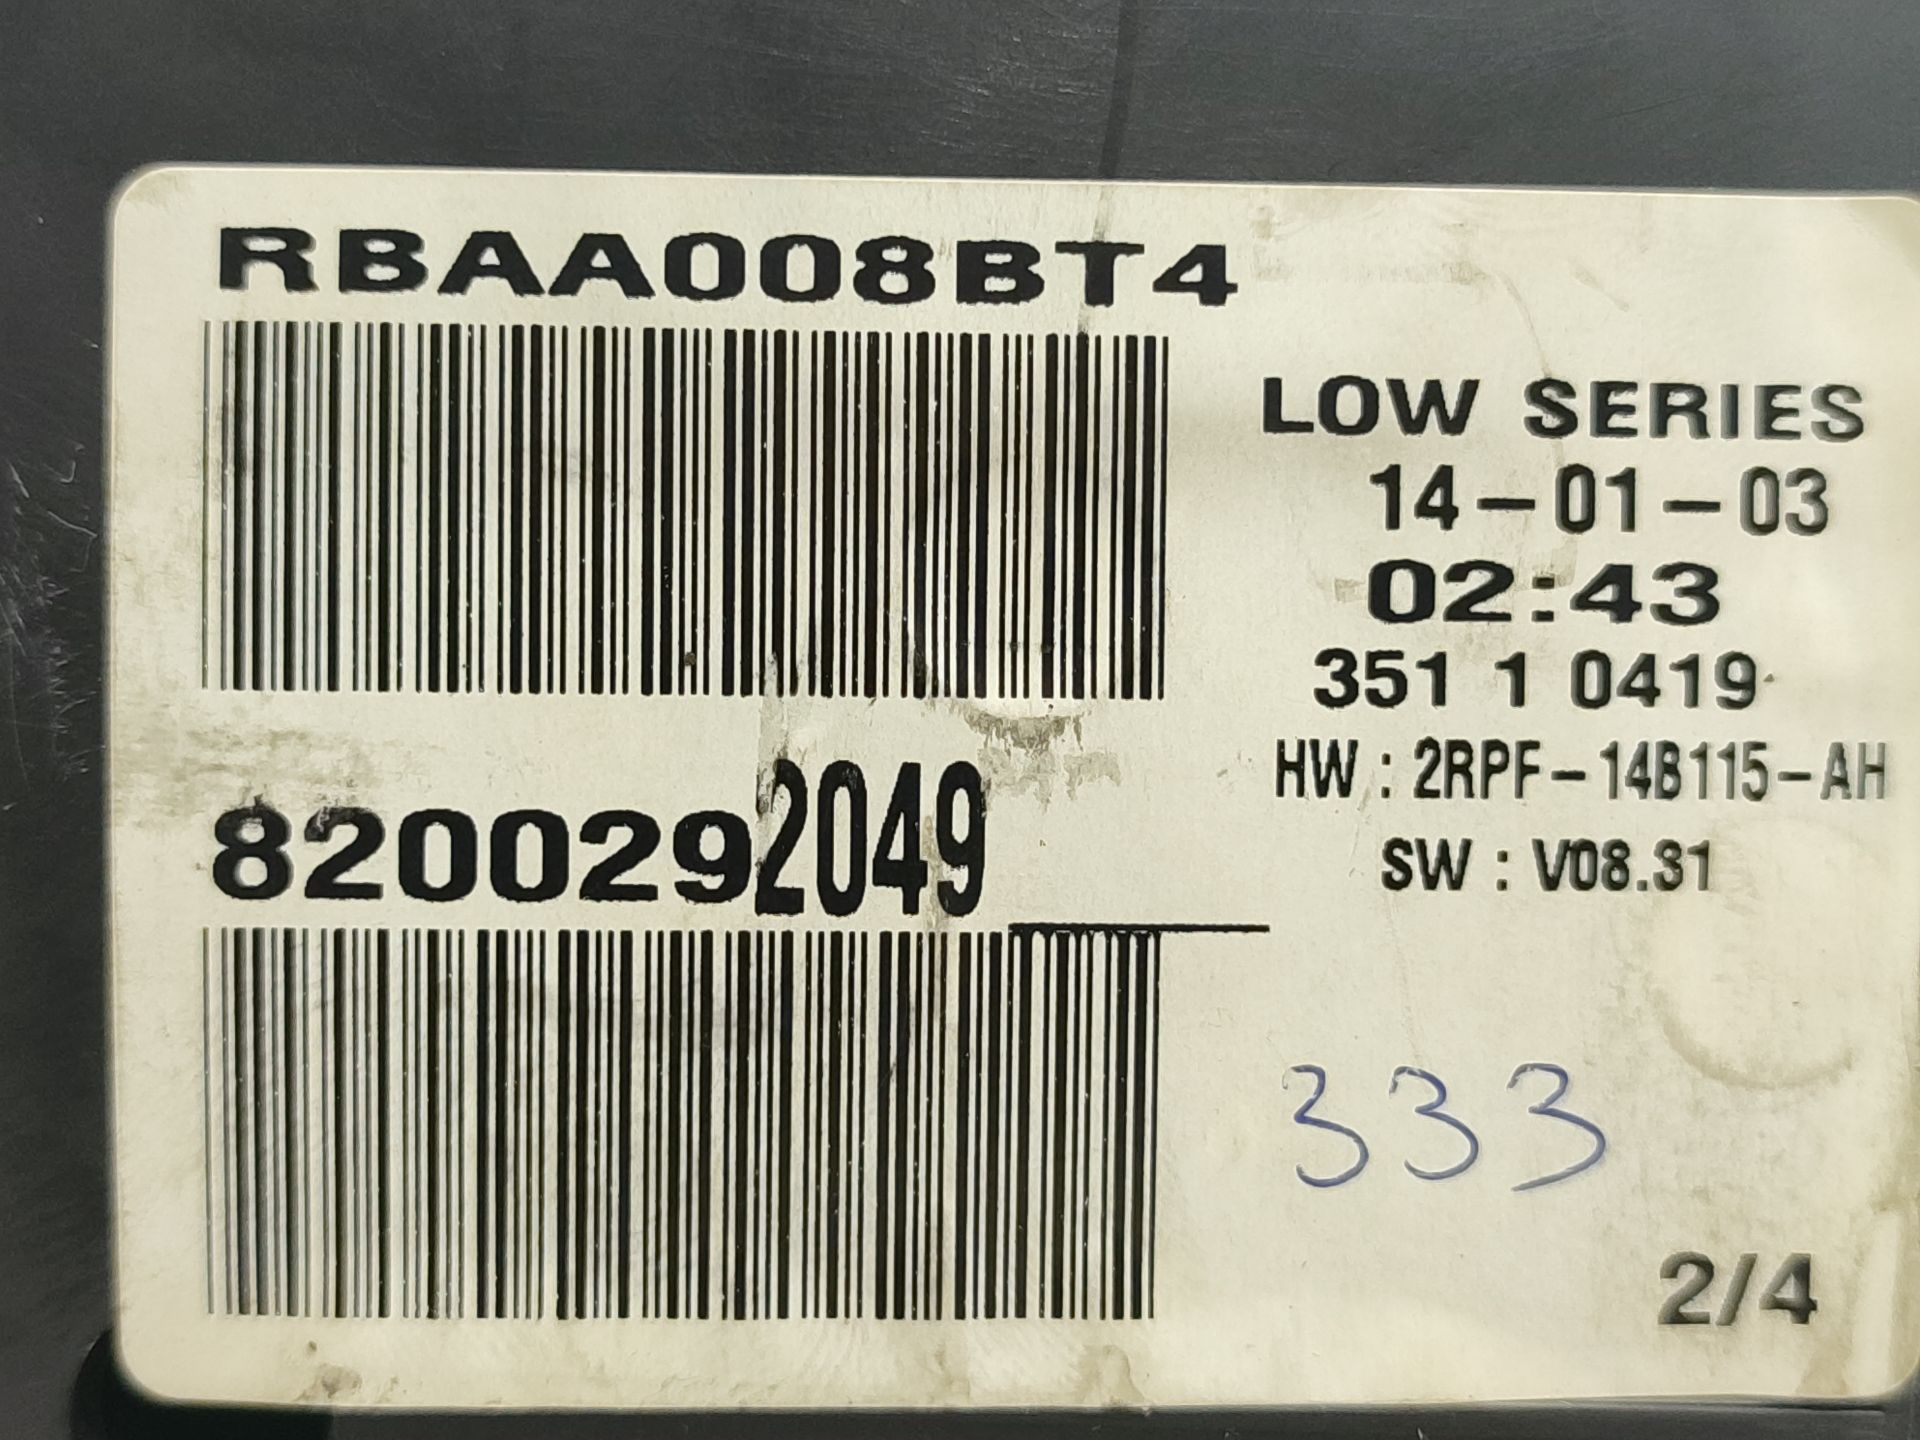 RBAA008BT4
LOW SERIES
14-01-03
02:43
351 1 0419
HW : 2RPF-14B115-AH
8200292049
SW : V08.31
333
2/4